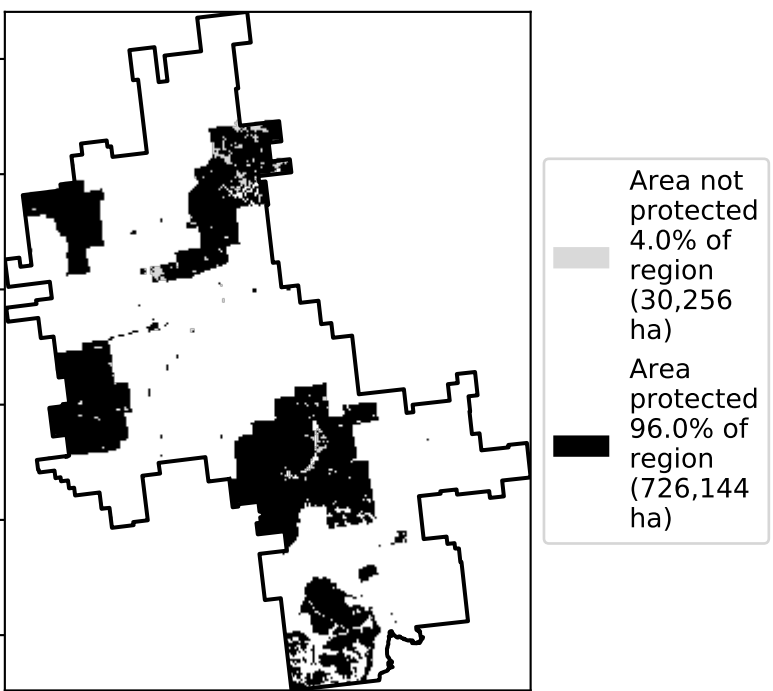 Area not
protected
4.0% of
region
(30,256
ha)
Area
protected
96.0% of
region
(726,144
ha)